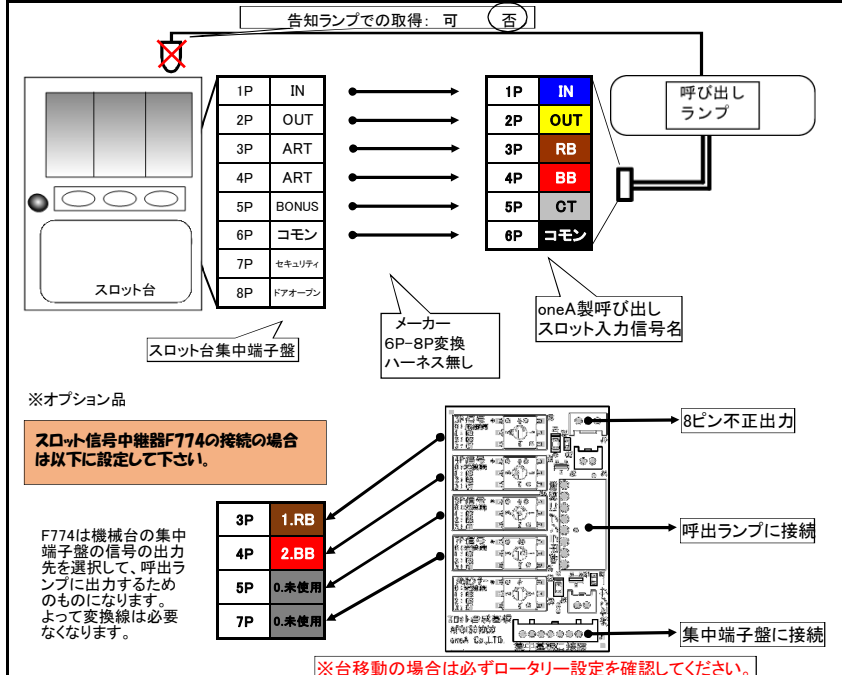 告知ランプでの取得： 可 否
呼び出し
ランプ
1P IN
2P OUT
3P ART
4P ART
5P BONUS
6P コモン
7P セキュリティ
8P ドアオープン
1P IN
2P OUT
3P RB
4P BB
5P CT
6P コモン
スロット台
スロット台集中端子盤
メーカー
6P-8P変換
ハーネス無し
oneA製呼び出し
スロット入力信号名
※オプション品
スロット信号中継器F774の接続の場合
は以下に設定して下さい。
F774は機械台の集中
端子盤の信号の出力
先を選択して、呼出ラ
ンプに出力するため
のものになります。
よって変換線は必要
なくなります。
3P 1.RB
4P 2.BB
5P 0.未使用
7P 0.未使用
8ピン不正出力
呼出ランプに接続
集中端子盤に接続
oneA Co.,LTD.
※台移動の場合は必ずロータリー設定を確認してください。